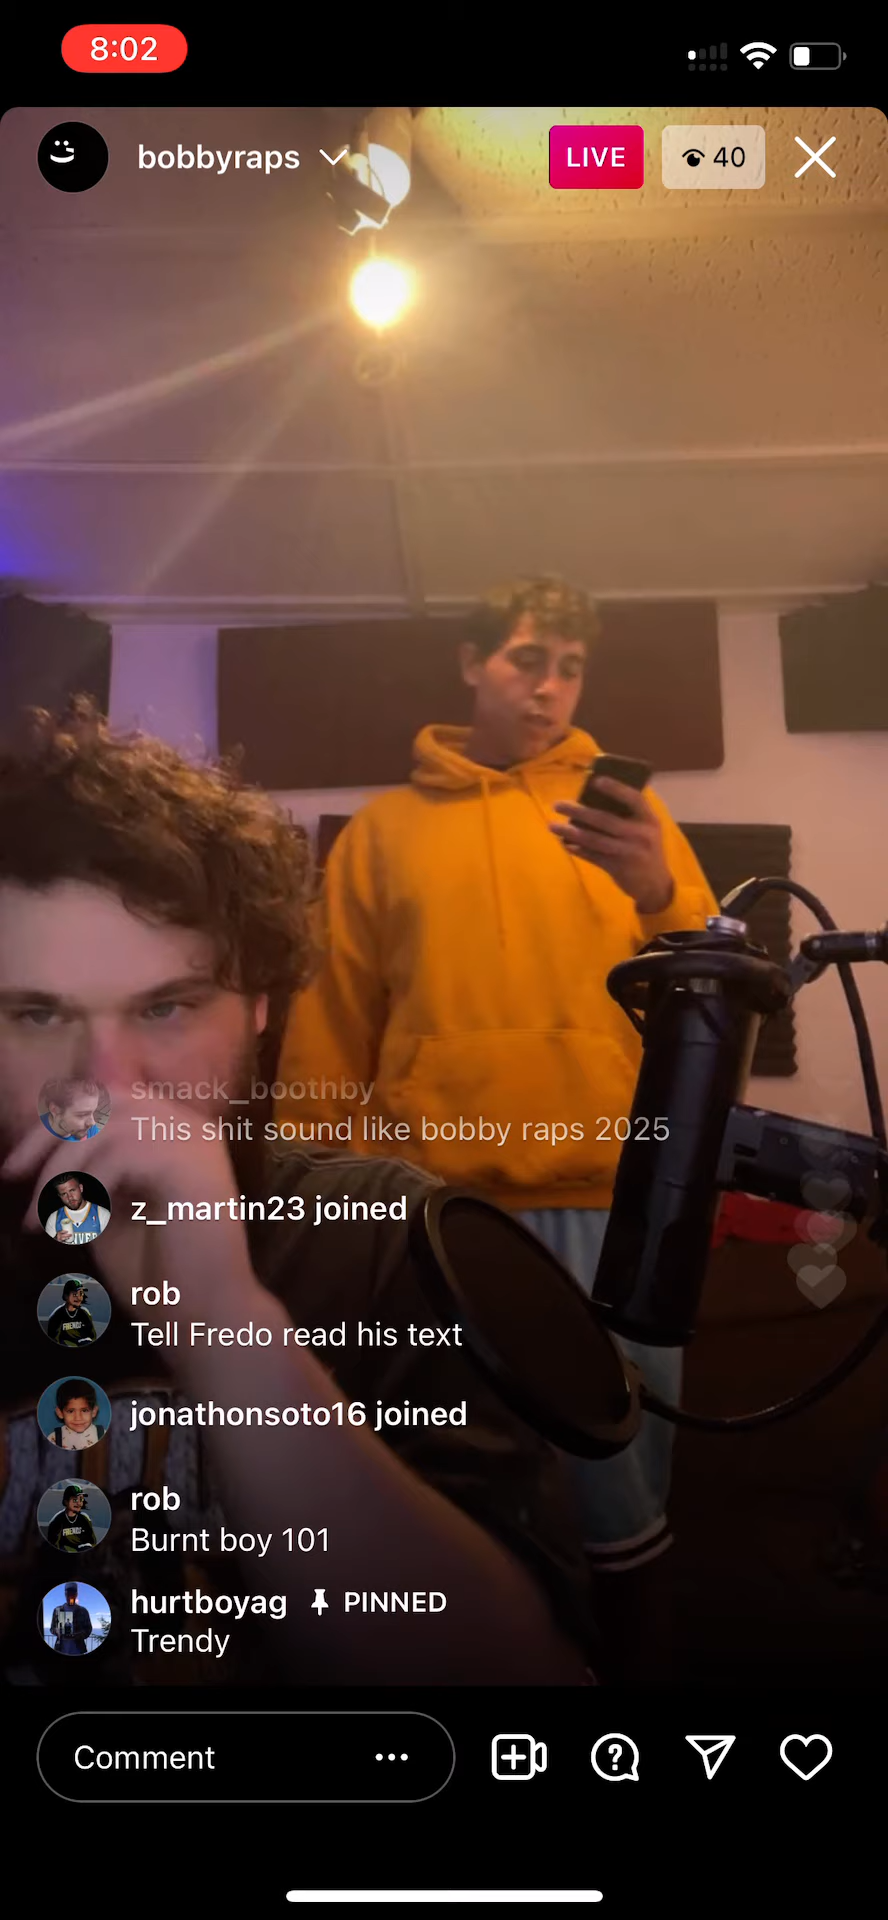 8:02
bobbyraps
LIVE
40
smack_boothby
This shit sound like bobby raps 2025
z_martin23 joined
rob
Tell Fredo read his text
jonathonsoto16 joined
rob
Burnt boy 101
hurtboyag PINNED
Trendy
Comment